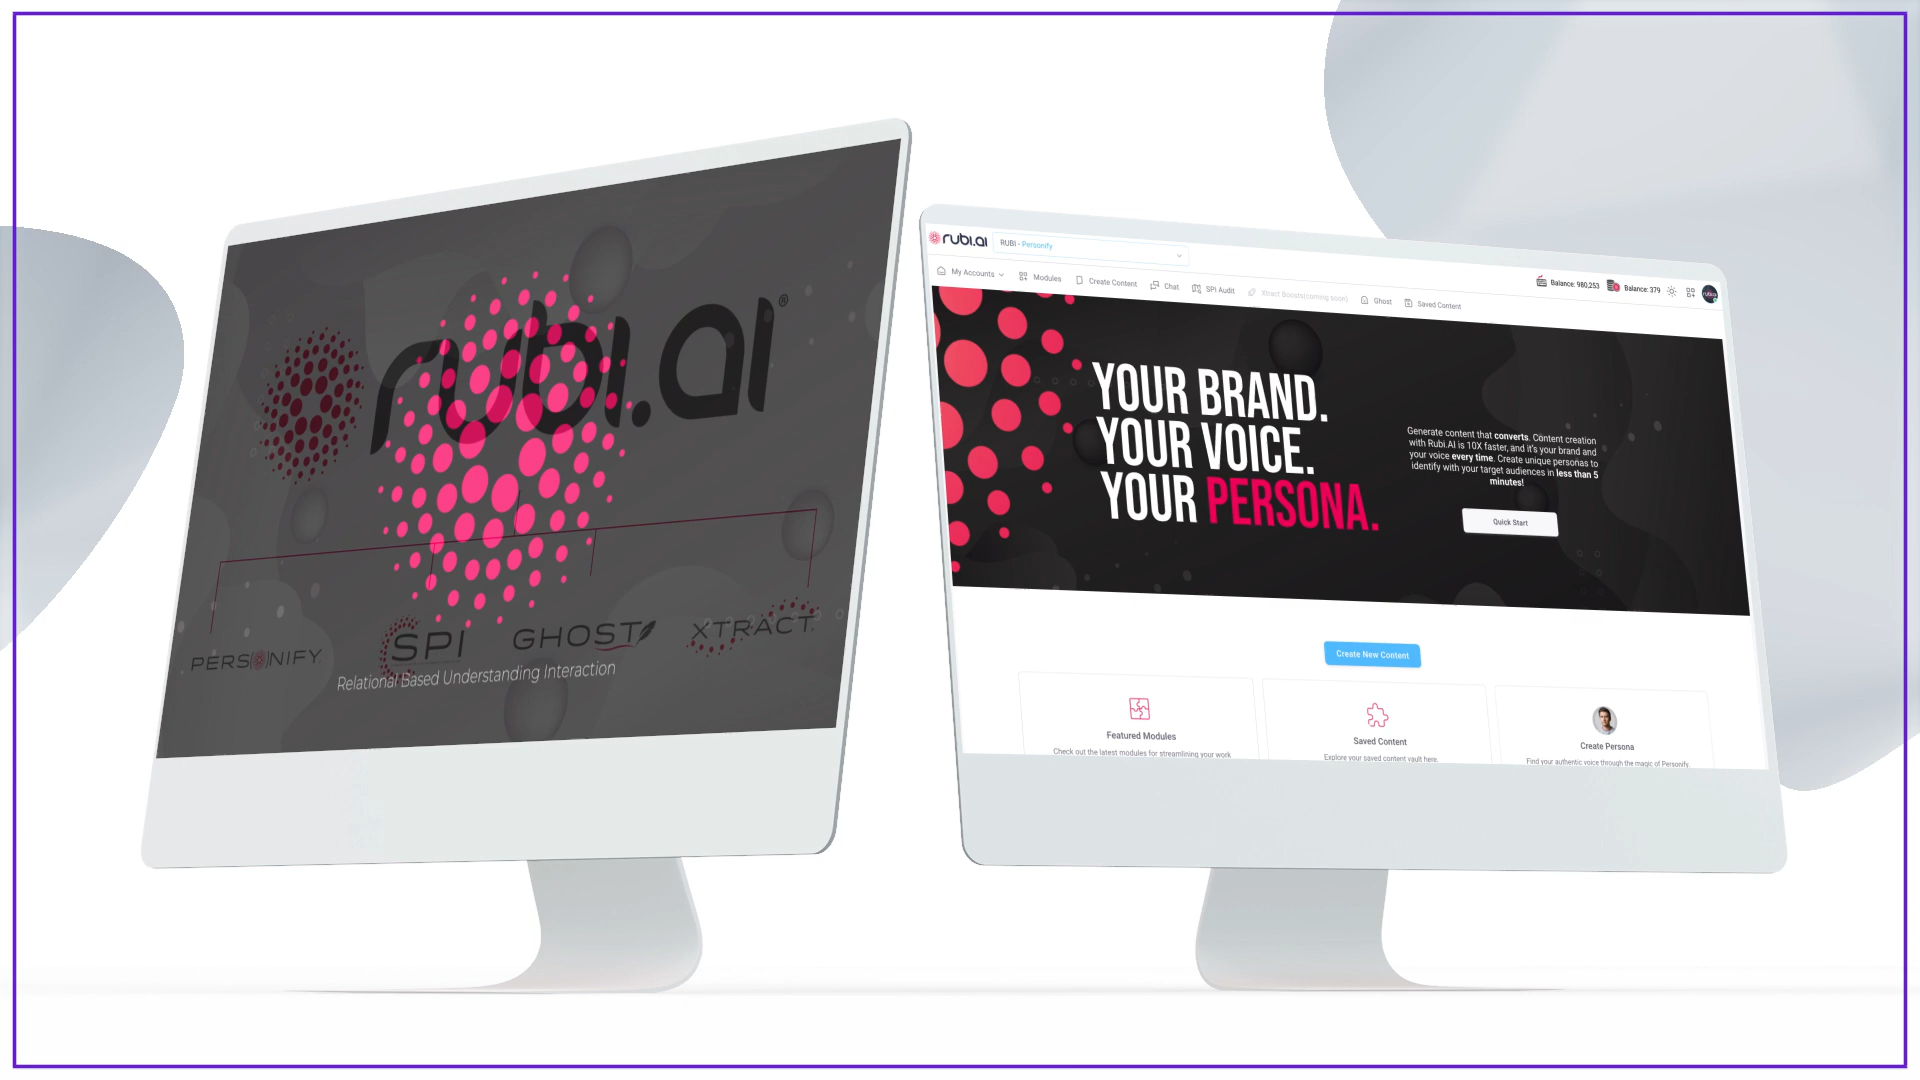 rubi.ai®
PERSONIFY
SPI
GHOST
XTRACT
Relational Based Understanding Interaction
rubi.ai
RUBI - Personify
My Accounts
Modules
Create Content
Chat
SPI Audit
Xtract Boosts(coming soon)
Ghost
Saved Content
Balance: 980,253
Balance: 379
YOUR BRAND.
YOUR VOICE.
YOUR PERSONA.
Generate content that converts. Content creation
with Rubi.AI is 10X faster, and it's your brand and
your voice every time. Create unique personas to
identify with your target audiences in less than 5
minutes!
Quick Start
Create New Content
Featured Modules
Check out the latest modules for streamlining your work
Saved Content
Explore your saved content vault here.
Create Persona
Find your authentic voice through the magic of Personify.